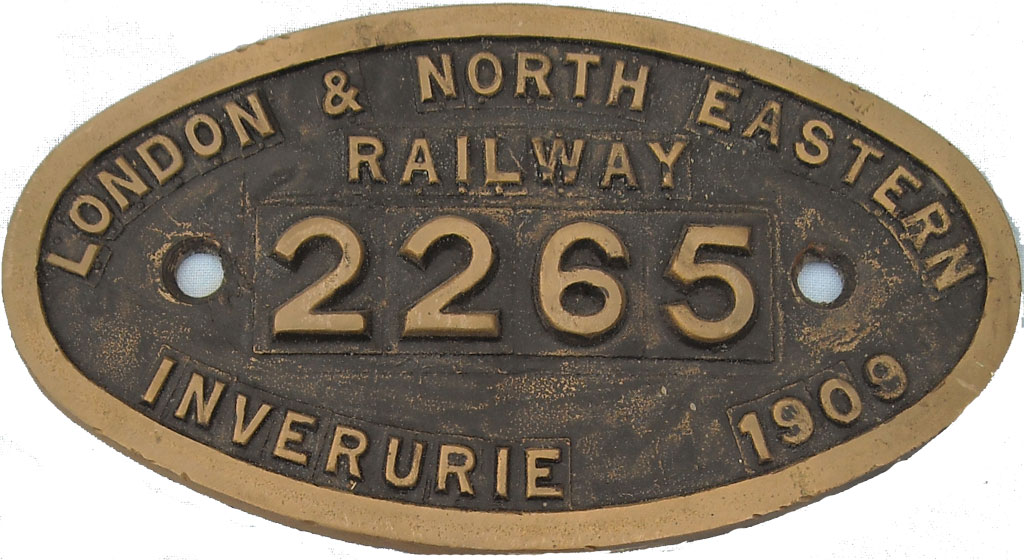 LONDON & NORTH EASTERN
RAILWAY
2265
INVERURIE 1909